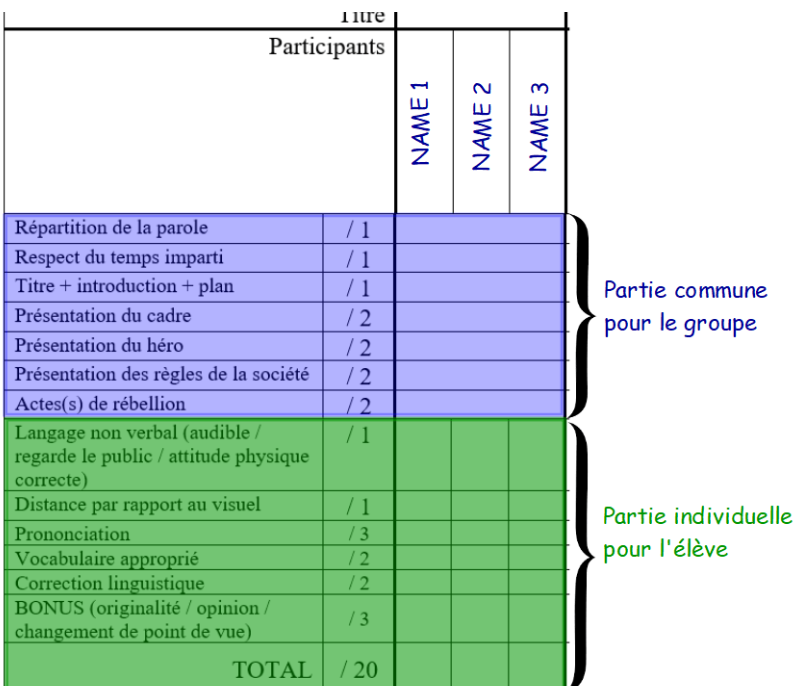 Titre
Participants
NAME 1
NAME 2
NAME 3
Répartition de la parole / 1
Respect du temps imparti / 1
Titre + introduction + plan / 1
Présentation du cadre / 2
Présentation du héro / 2
Présentation des règles de la société / 2
Actes(s) de rébellion / 2
Partie commune
pour le groupe
Langage non verbal (audible / / 1
regarde le public / attitude physique
correcte)
Distance par rapport au visuel / 1
Prononciation / 3
Vocabulaire approprié / 2
Correction linguistique / 2
BONUS (originalité / opinion /
changement de point de vue) / 3
TOTAL / 20
Partie individuelle
pour l'élève